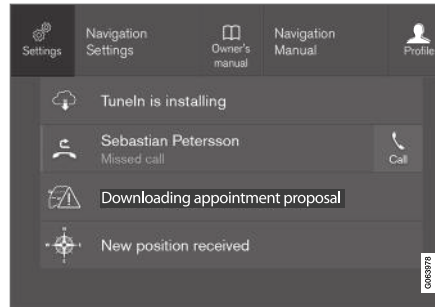 Settings
Navigation
Settings
Owner's
manual
Navigation
Manual
Profile
TuneIn is installing
Sebastian Petersson
Missed call
Call
Downloading appointment proposal
New position received
G063978